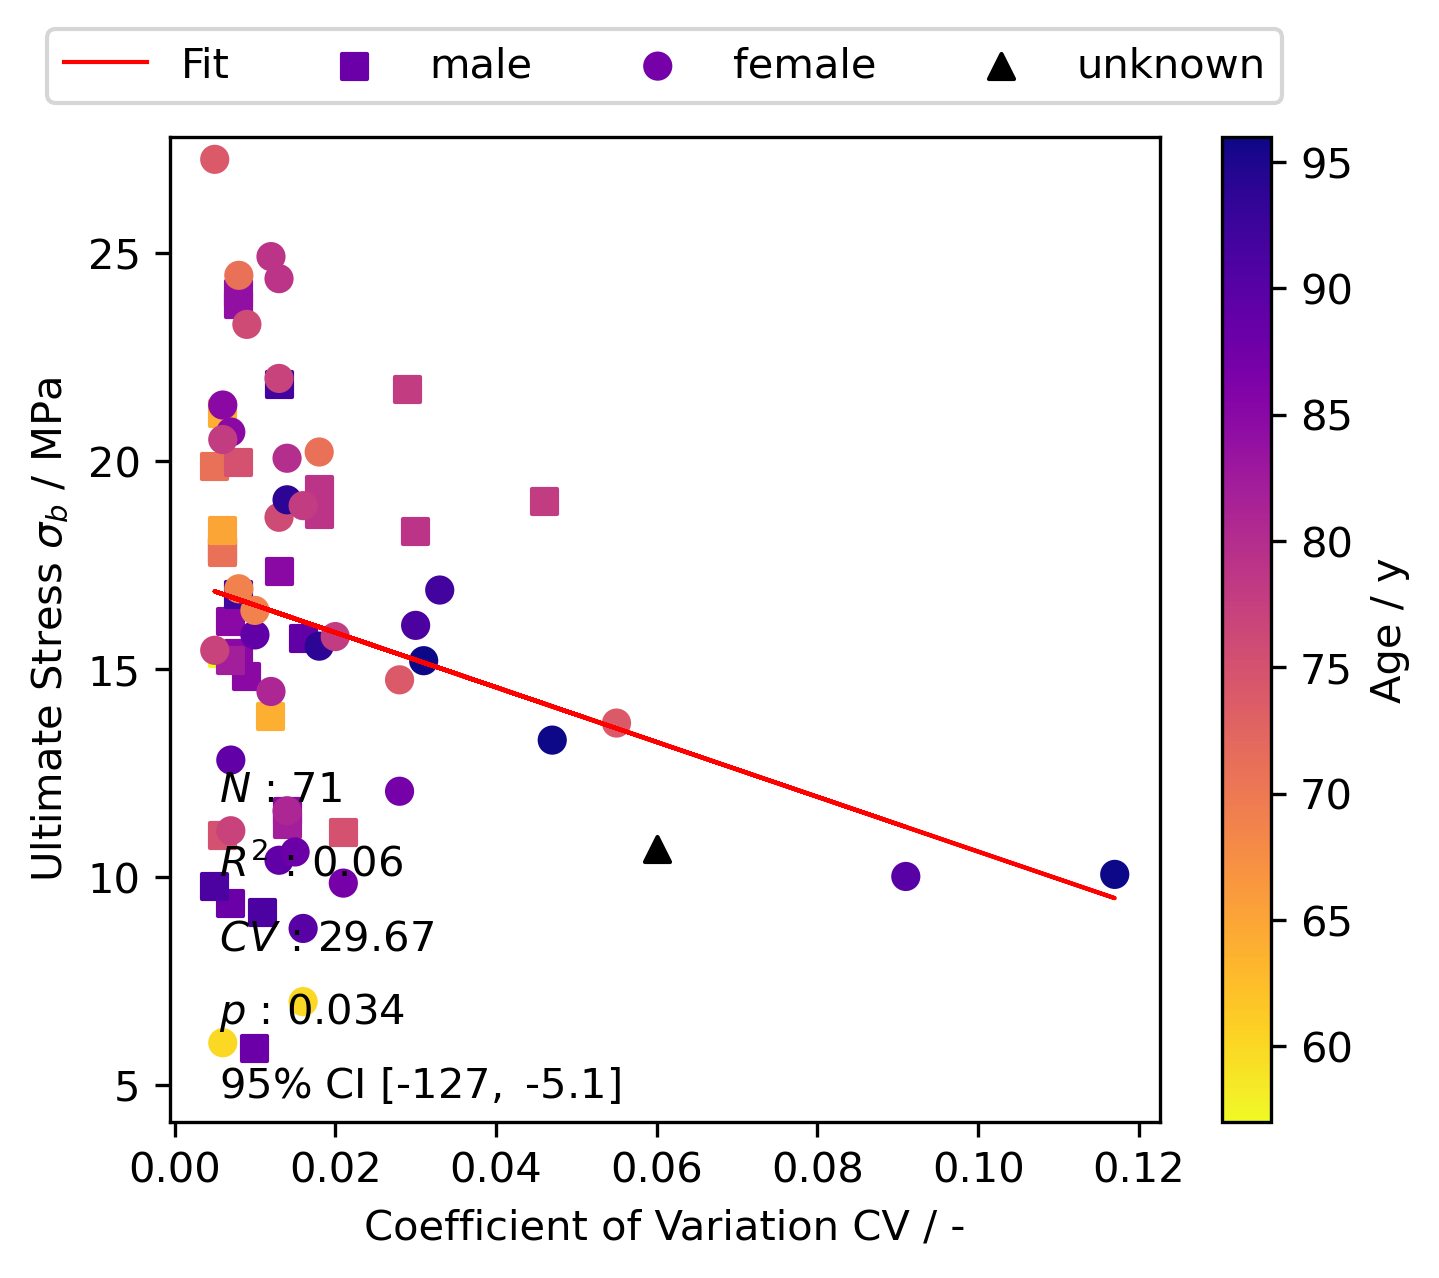 Fit male female unknown
Ultimate Stress σ_b / MPa
25
20
15
10
5
N : 71
R² : 0.06
CV : 29.67
p : 0.034
95% CI [-127, -5.1]
0.00 0.02 0.04 0.06 0.08 0.10 0.12
Coefficient of Variation CV / -
95
90
85
80
75
70
65
60
Age / y